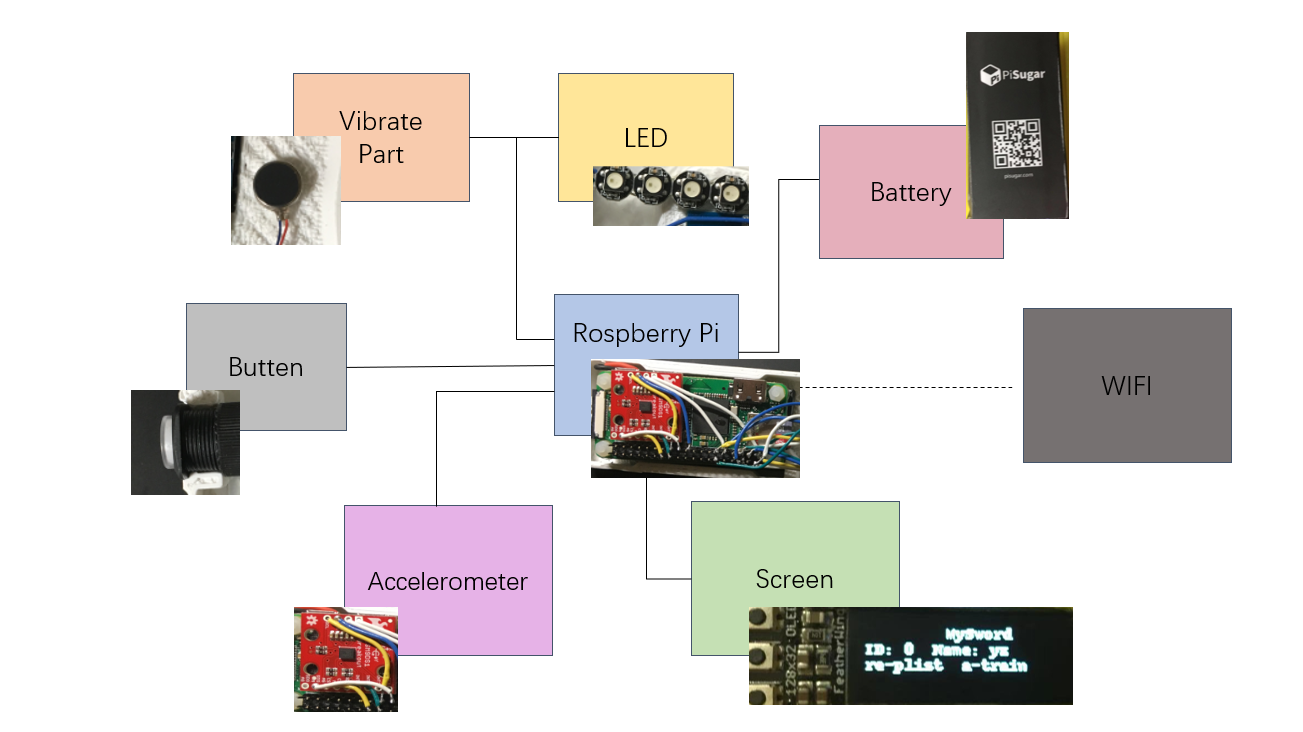 Vibrate
Part
LED
PiSugar
pisugar.com
Battery
Rospberry Pi
Butten
WIFI
Accelerometer
Screen
128x32 OLED
FeatherWing
MySword
ID: 0 Name: yz
re-plist a-train